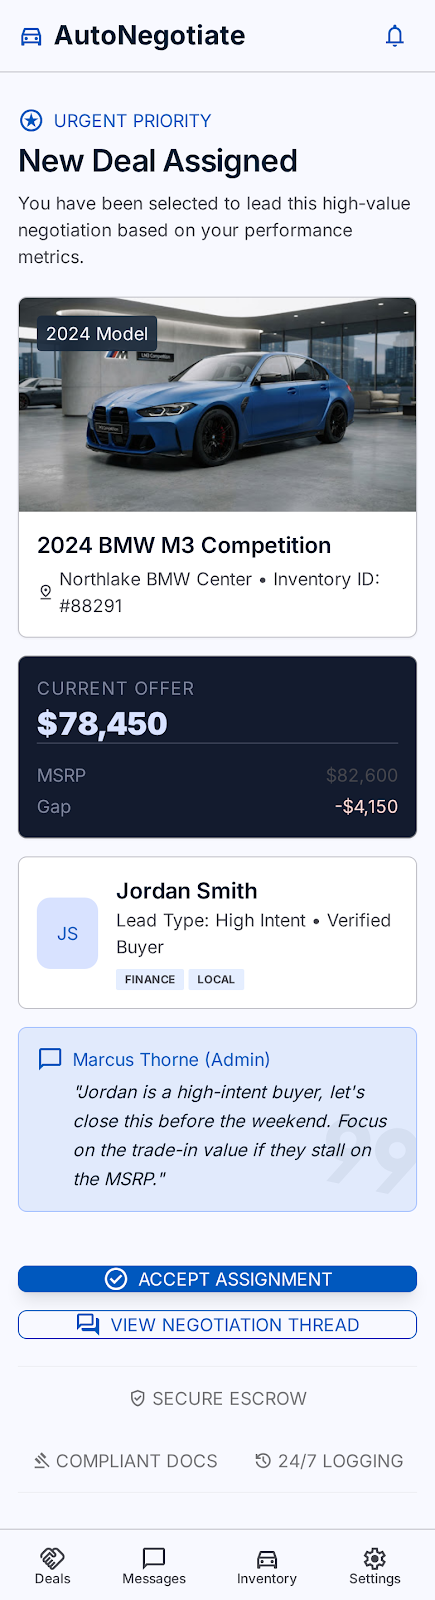 AutoNegotiate
URGENT PRIORITY
New Deal Assigned
You have been selected to lead this high-value
negotiation based on your performance
metrics.
2024 Model
2024 BMW M3 Competition
Northlake BMW Center • Inventory ID:
#88291
CURRENT OFFER
$78,450
MSRP $82,600
Gap -$4,150
JS
Jordan Smith
Lead Type: High Intent • Verified
Buyer
FINANCE LOCAL
Marcus Thorne (Admin)
"Jordan is a high-intent buyer, let's
close this before the weekend. Focus
on the trade-in value if they stall on
the MSRP."
ACCEPT ASSIGNMENT
VIEW NEGOTIATION THREAD
SECURE ESCROW
COMPLIANT DOCS 24/7 LOGGING
Deals Messages Inventory Settings